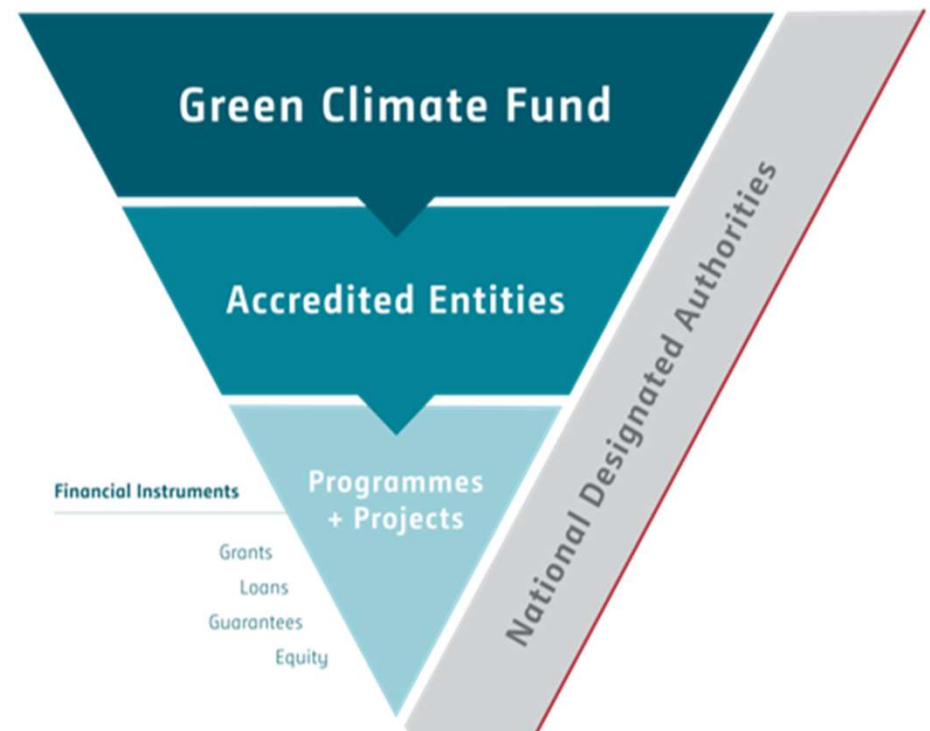 Green Climate Fund
Accredited Entities
Programmes
+ Projects
Financial Instruments
Grants
Loans
Guarantees
Equity
National Designated Authorities